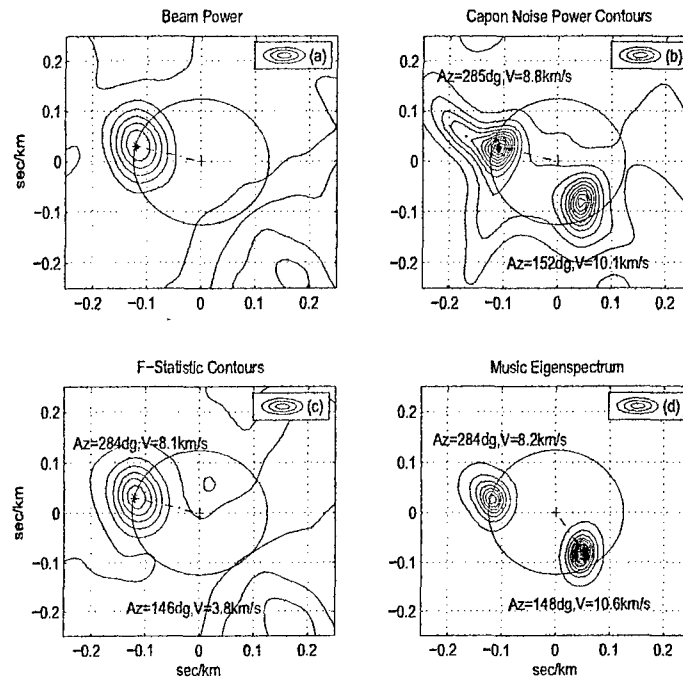 Beam Power
Capon Noise Power Contours
(a)
0.2
0.1
0
−0.1
−0.2
sec/km
−0.2 −0.1 0 0.1 0.2
(b)
Az=285dg,V=8.8km/s
0.2
0.1
0
−0.1
−0.2
Az=152dg,V=10.1km/s
−0.2 −0.1 0 0.1 0.2
F−Statistic Contours
Music Eigenspectrum
(c)
Az=284dg,V=8.1km/s
0.2
0.1
0
−0.1
−0.2
sec/km
Az=146dg,V=3.8km/s
−0.2 −0.1 0 0.1 0.2
sec/km
(d)
Az=284dg,V=8.2km/s
0.2
0.1
0
−0.1
−0.2
Az=148dg,V=10.6km/s
−0.2 −0.1 0 0.1 0.2
sec/km